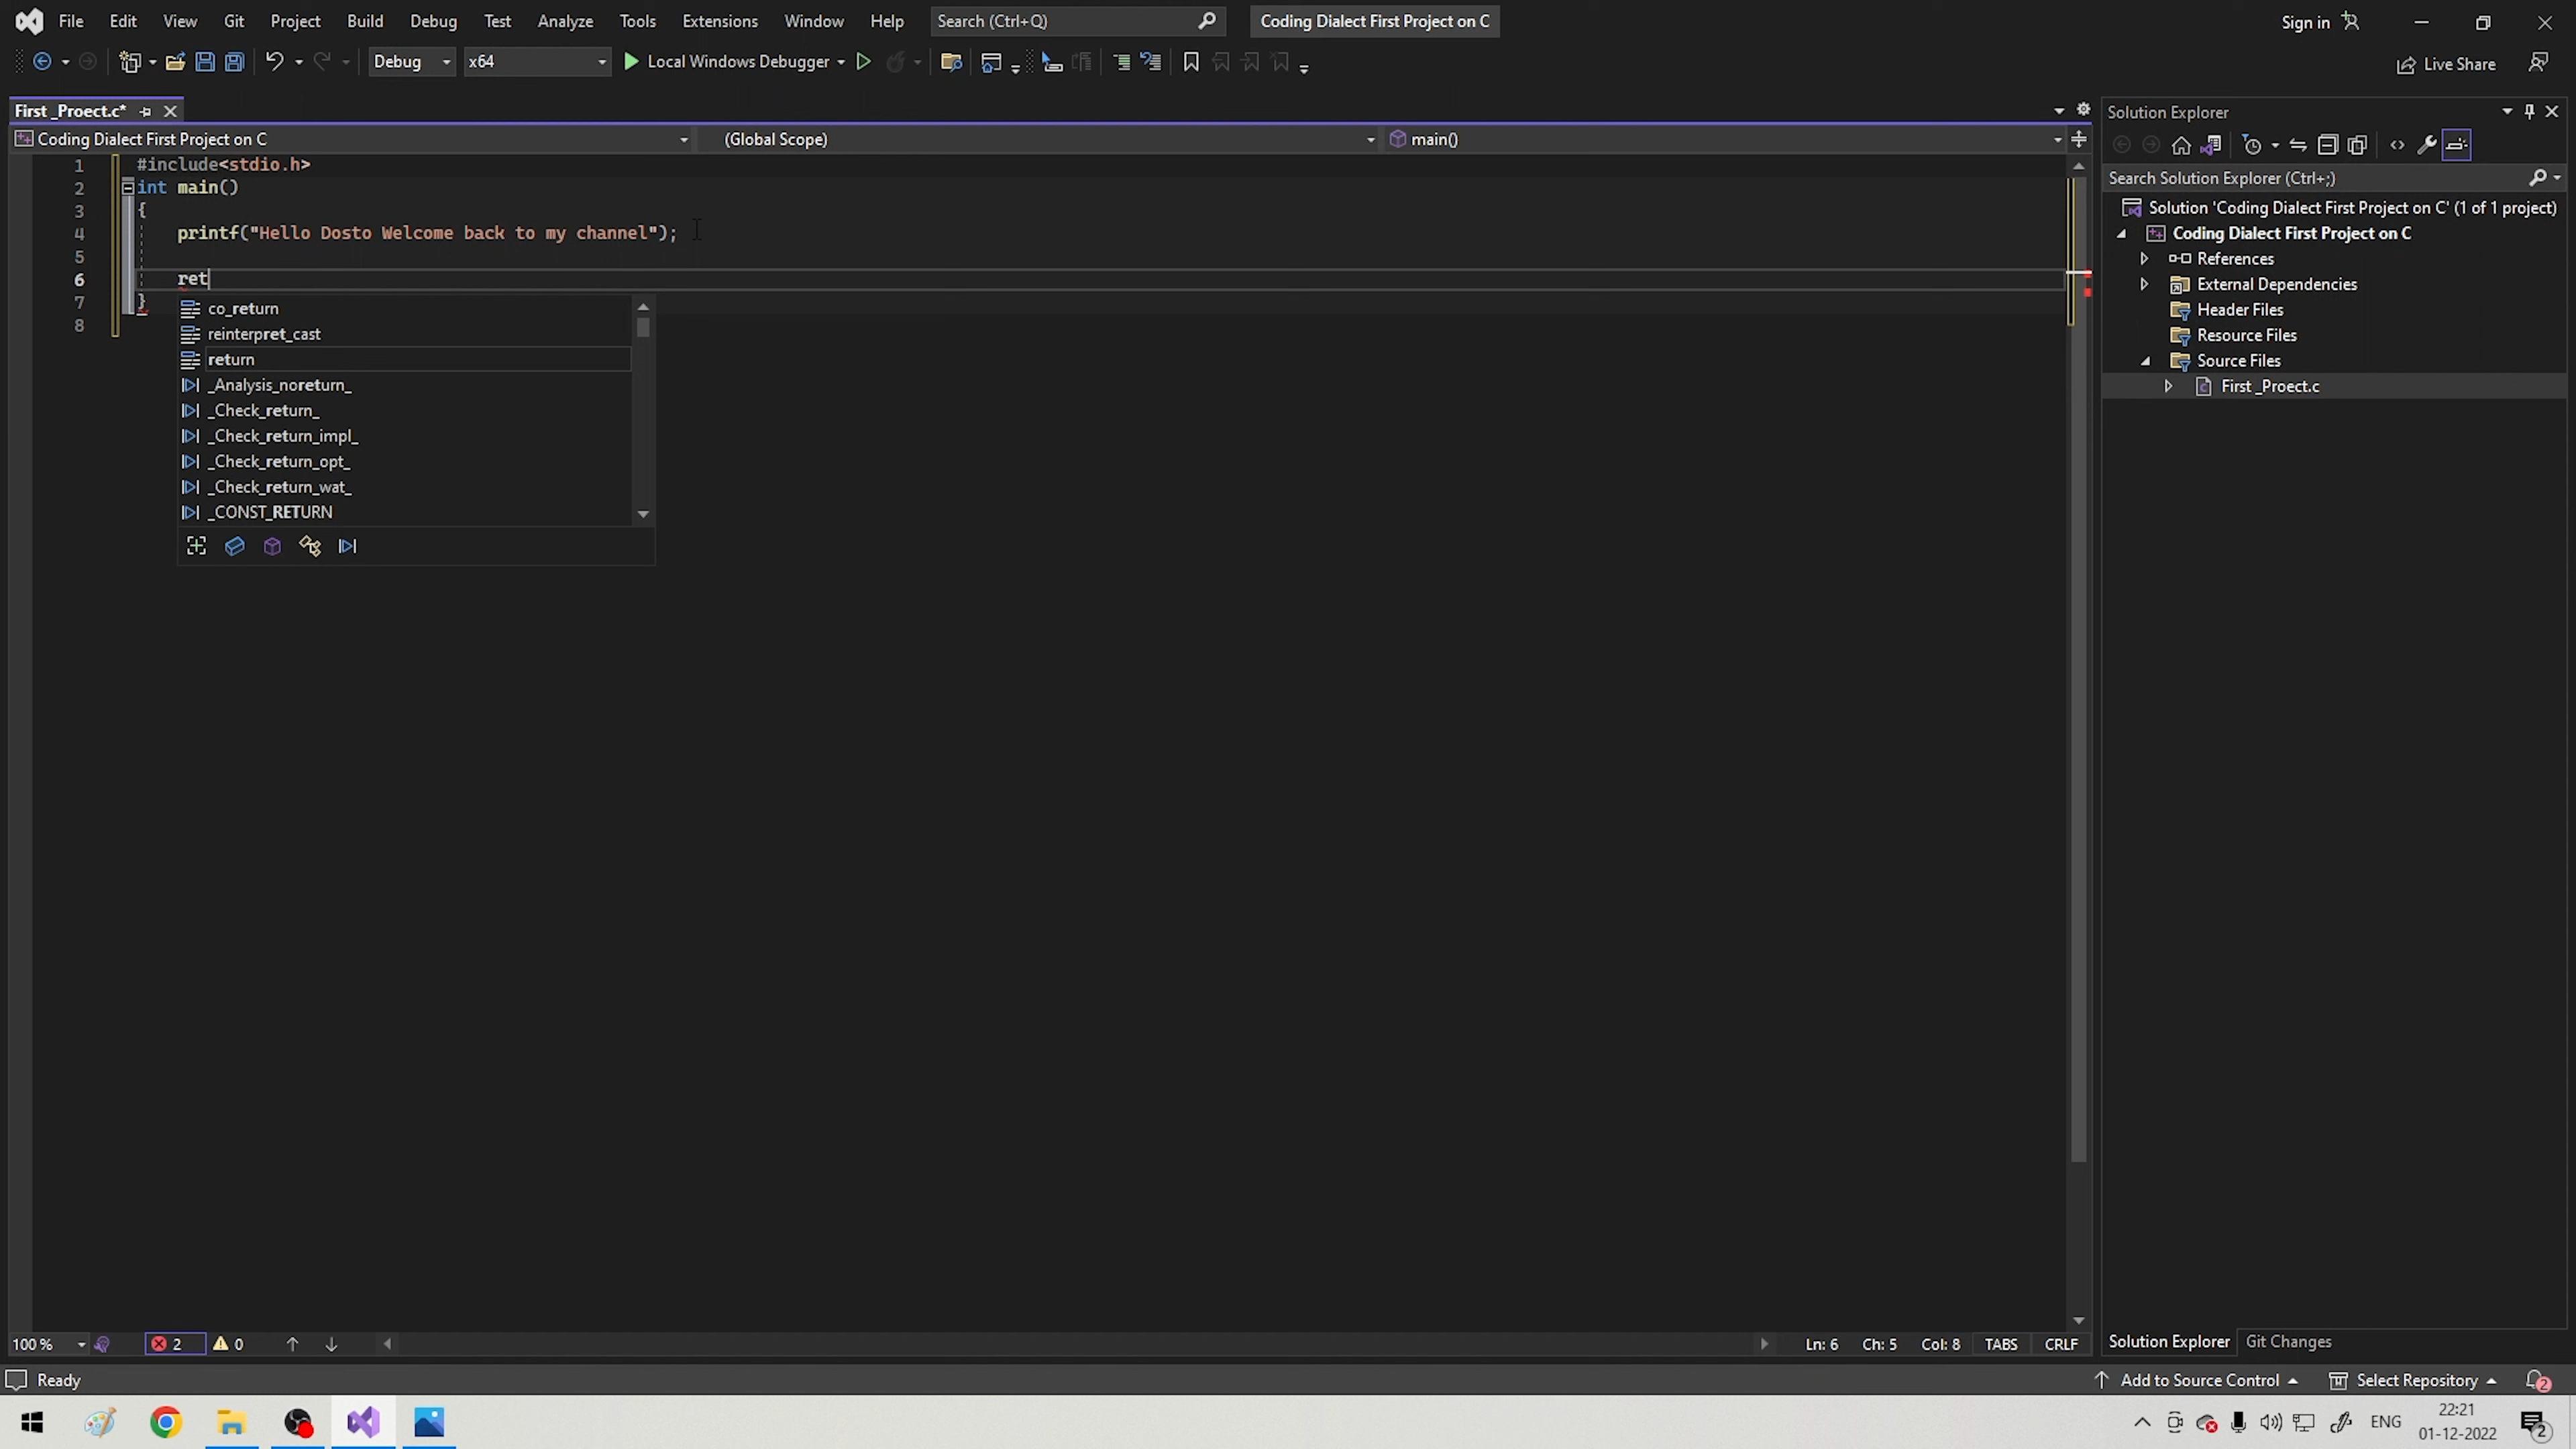 File Edit View Git Project Build Debug Test Analyze Tools Extensions Window Help Search (Ctrl+Q) Coding Dialect First Project on C Sign in
Debug x64 Local Windows Debugger Live Share
First _Proect.c*
Coding Dialect First Project on C (Global Scope) main()
1 #include<stdio.h>
2 int main()
3 {
4 printf("Hello Dosto Welcome back to my channel");
5
6 ret
7 }
8
co_return
reinterpret_cast
return
_Analysis_noreturn_
_Check_return_
_Check_return_impl_
_Check_return_opt_
_Check_return_wat_
_CONST_RETURN
Solution Explorer
Search Solution Explorer (Ctrl+;)
Solution 'Coding Dialect First Project on C' (1 of 1 project)
Coding Dialect First Project on C
References
External Dependencies
Header Files
Resource Files
Source Files
First _Proect.c
100 % 2 0 Ln: 6 Ch: 5 Col: 8 TABS CRLF
Solution Explorer Git Changes
Ready Add to Source Control Select Repository 2
ENG 22:21
01-12-2022 2